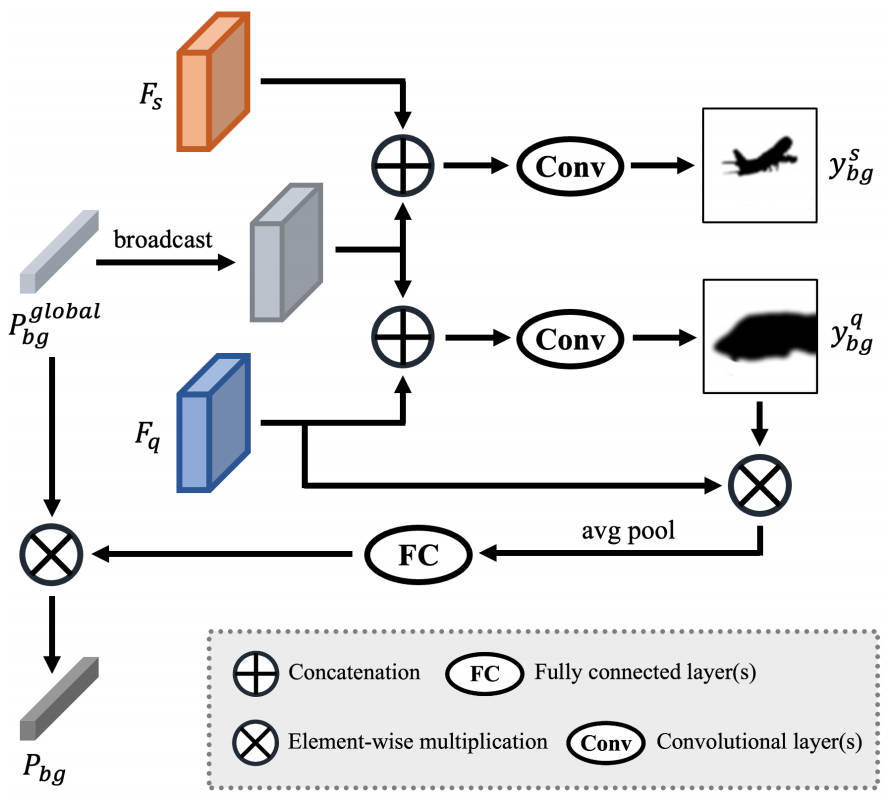 F_s
Conv
y_{bg}^{s}
broadcast
P_{bg}^{global}
Conv
y_{bg}^{q}
F_q
avg pool
FC
Concatenation
FC Fully connected layer(s)
Element-wise multiplication
Conv Convolutional layer(s)
P_{bg}